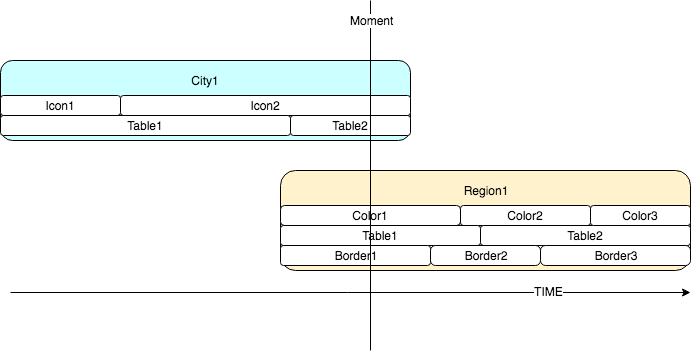 Moment
City1
Icon1 Icon2
Table1 Table2
Region1
Color1 Color2 Color3
Table1 Table2
Border1 Border2 Border3
TIME